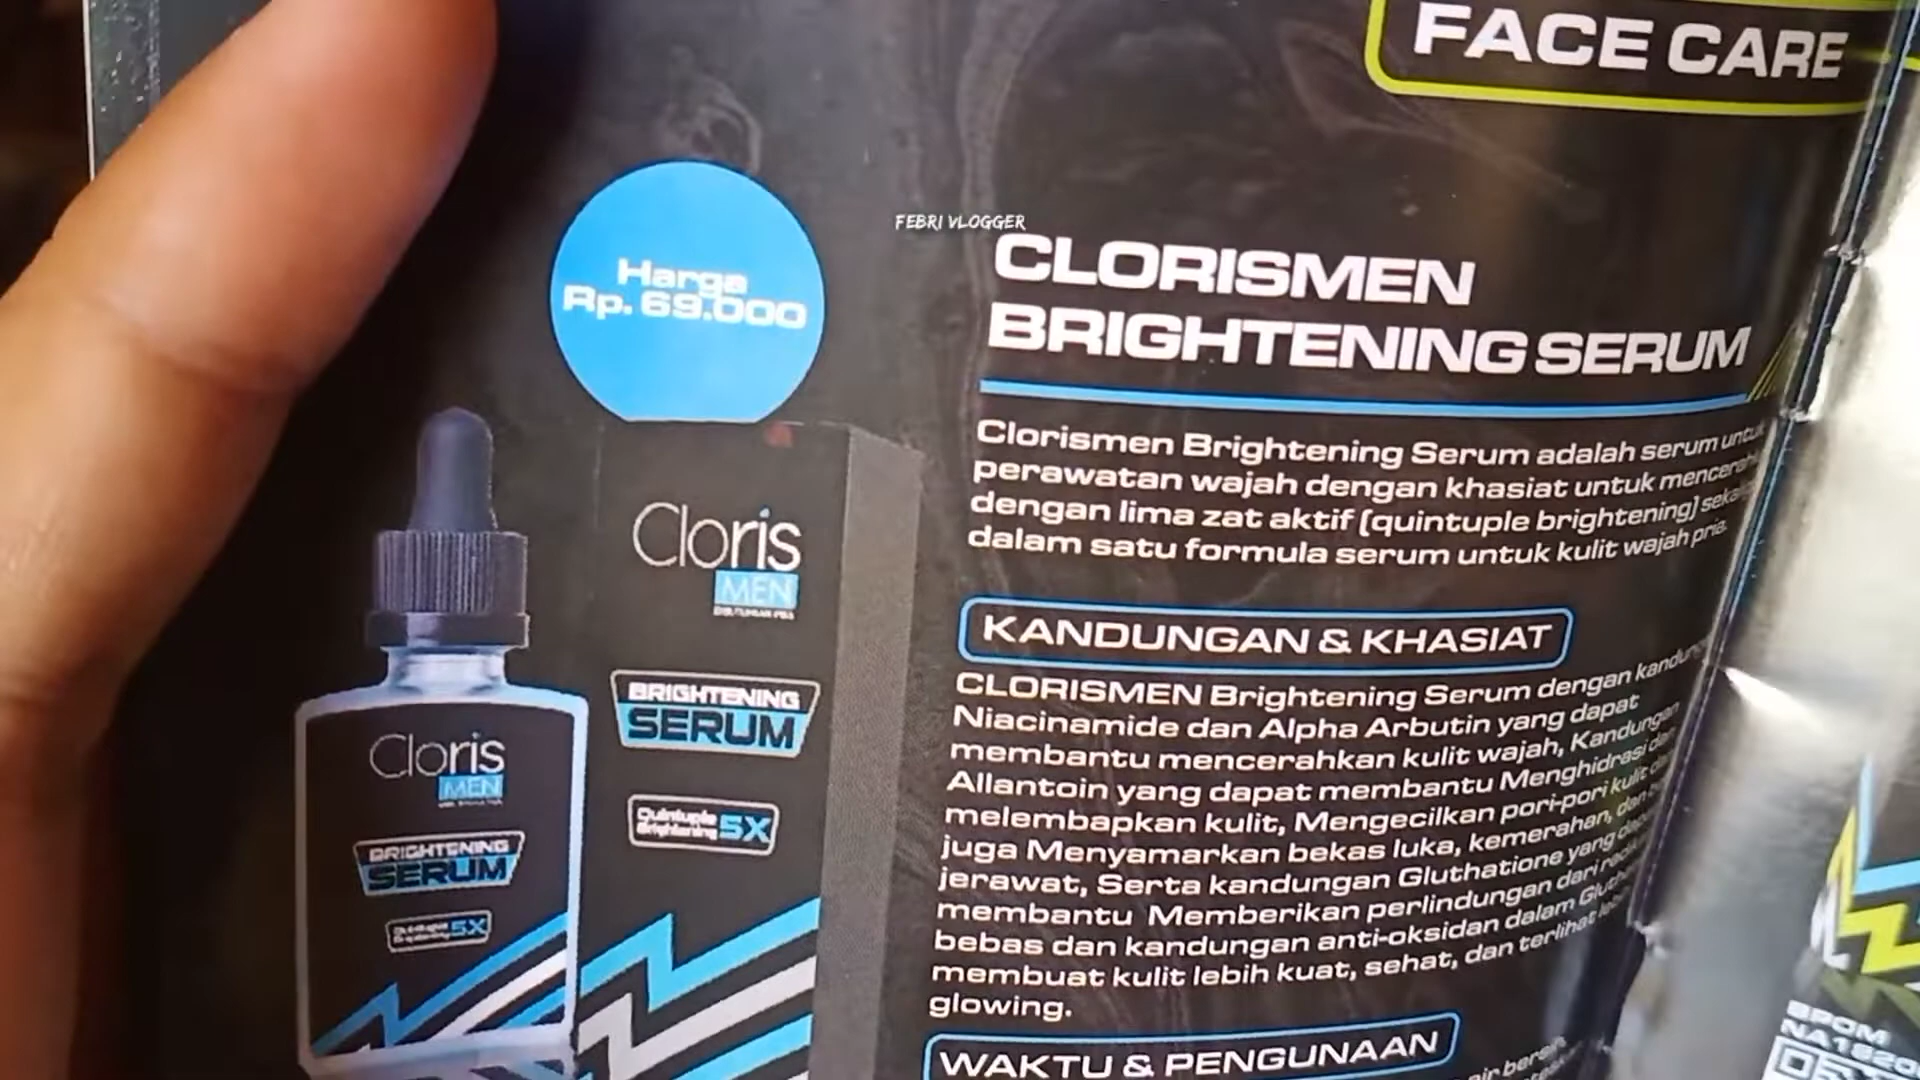 FACE CARE
Harga
Rp. 69.000
FEBRI VLOGGER
CLORISMEN
BRIGHTENING SERUM
Clorismen Brightening Serum adalah serum untuk
perawatan wajah dengan khasiat untuk
dengan lima zat aktif (quintuple brightening)
dalam satu formula serum untuk kulit wajah pria.
KANDUNGAN & KHASIAT
CLORISMEN Brightening Serum dengan
Niacinamide dan Alpha Arbutin yang dapat
membantu mencerahkan kulit wajah, Kandungan
Allantoin yang dapat membantu Menghidrasi dan
melembapkan kulit, Mengecilkan pori-pori kulit
juga Menyamarkan bekas luka, kemerahan, dan
jerawat, Serta kandungan Gluthatione yang
membantu Memberikan perlindungan dari
bebas dan kandungan anti-oksidan dalam
membuat kulit lebih kuat, sehat, dan terlihat
glowing.
WAKTU & PENGUNAAN
Cloris
MEN
BRIGHTENING
SERUM
Quintuple
Brightening 5X
Cloris
MEN
BRIGHTENING
SERUM
5X
BPOM